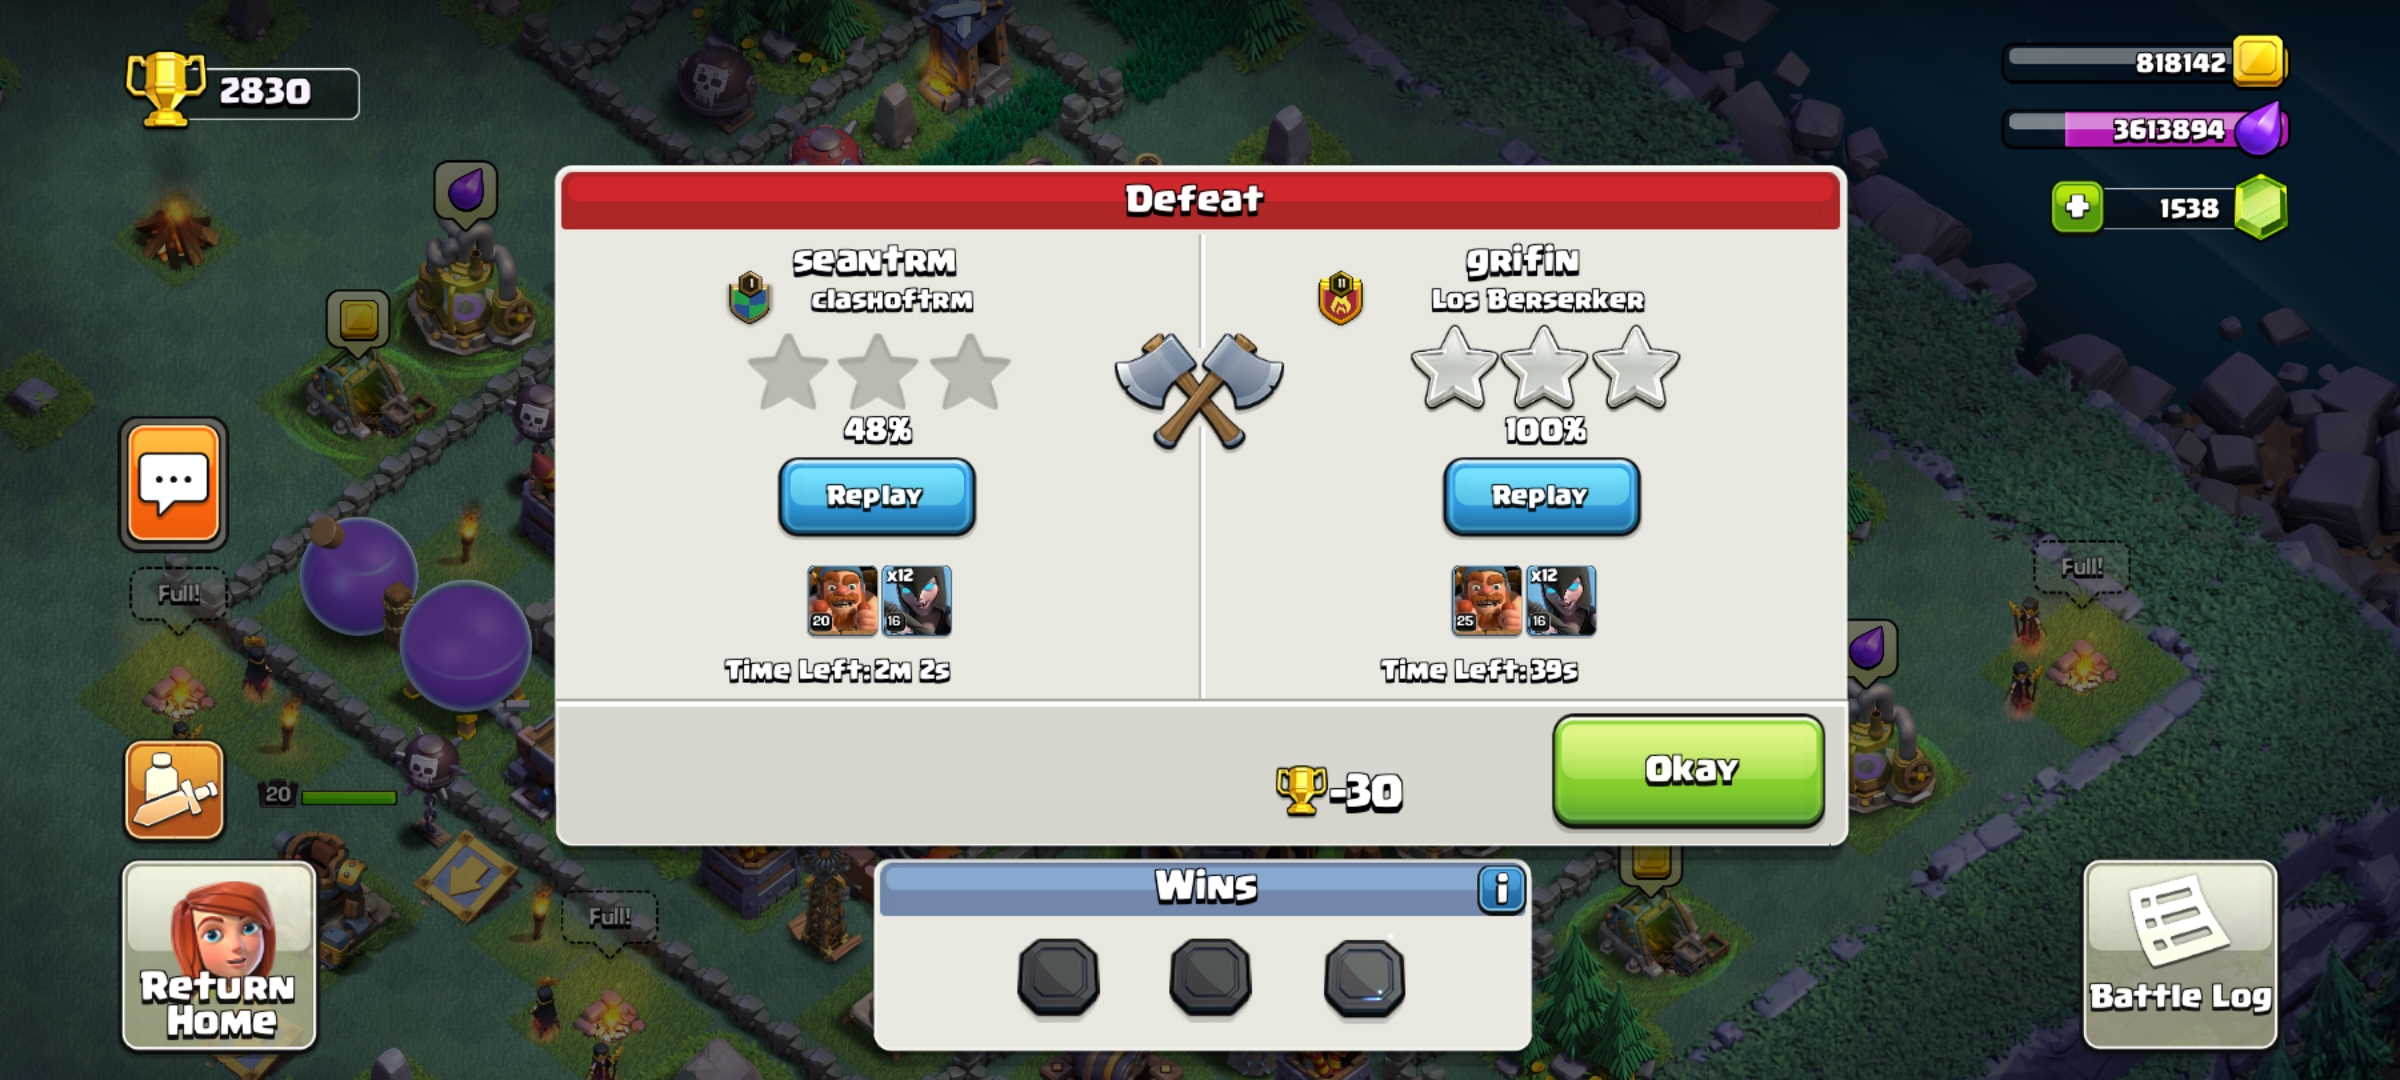 2830
818142
3613894
1538
Defeat
seantrm
clashoftrm
1
48%
Replay
20
x12
16
Time Left:2m 2s
grifin
Los Berserker
11
100%
Replay
25
x12
16
Time Left:39s
-30
Okay
Full!
Full!
Full!
20
Return
Home
Wins
i
Battle Log